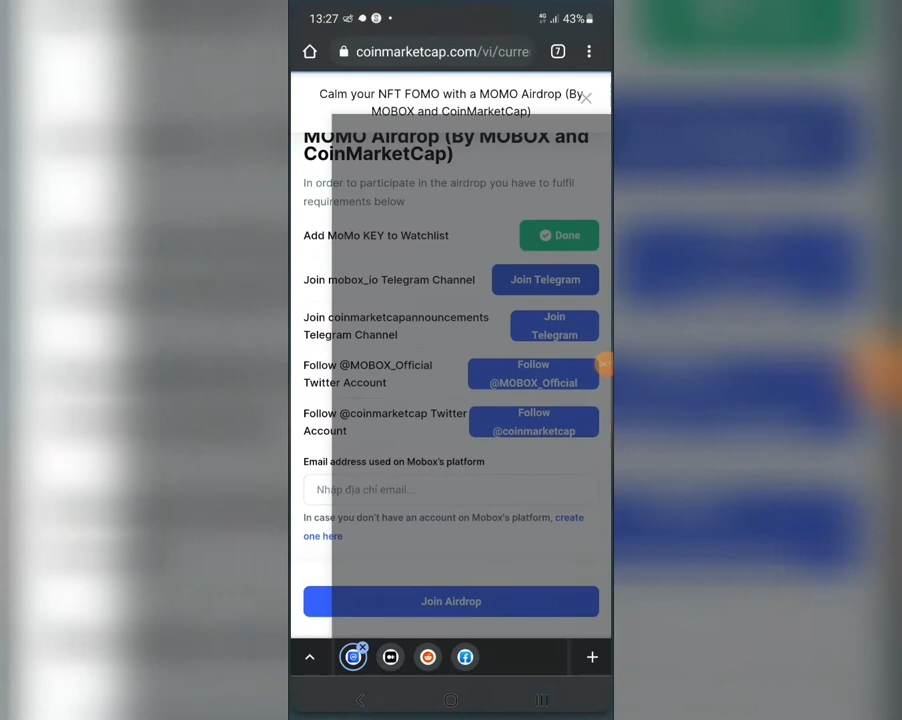 13:27
4G
43%
coinmarketcap.com/vi/curre
7
Calm your NFT FOMO with a MOMO Airdrop (By
MOBOX and CoinMarketCap)
MOMO Airdrop (By MOBOX and
CoinMarketCap)
In order to participate in the airdrop you have to fulfil
requirements below
Add MoMo KEY to Watchlist
Done
Join mobox_io Telegram Channel
Join Telegram
Join coinmarketcapannouncements
Telegram Channel
Join
Telegram
Follow @MOBOX_Official
Twitter Account
Follow
@MOBOX_Official
Follow @coinmarketcap Twitter
Account
Follow
@coinmarketcap
Email address used on Mobox's platform
Nhập địa chỉ email...
In case you don't have an account on Mobox's platform, create
one here
Join Airdrop